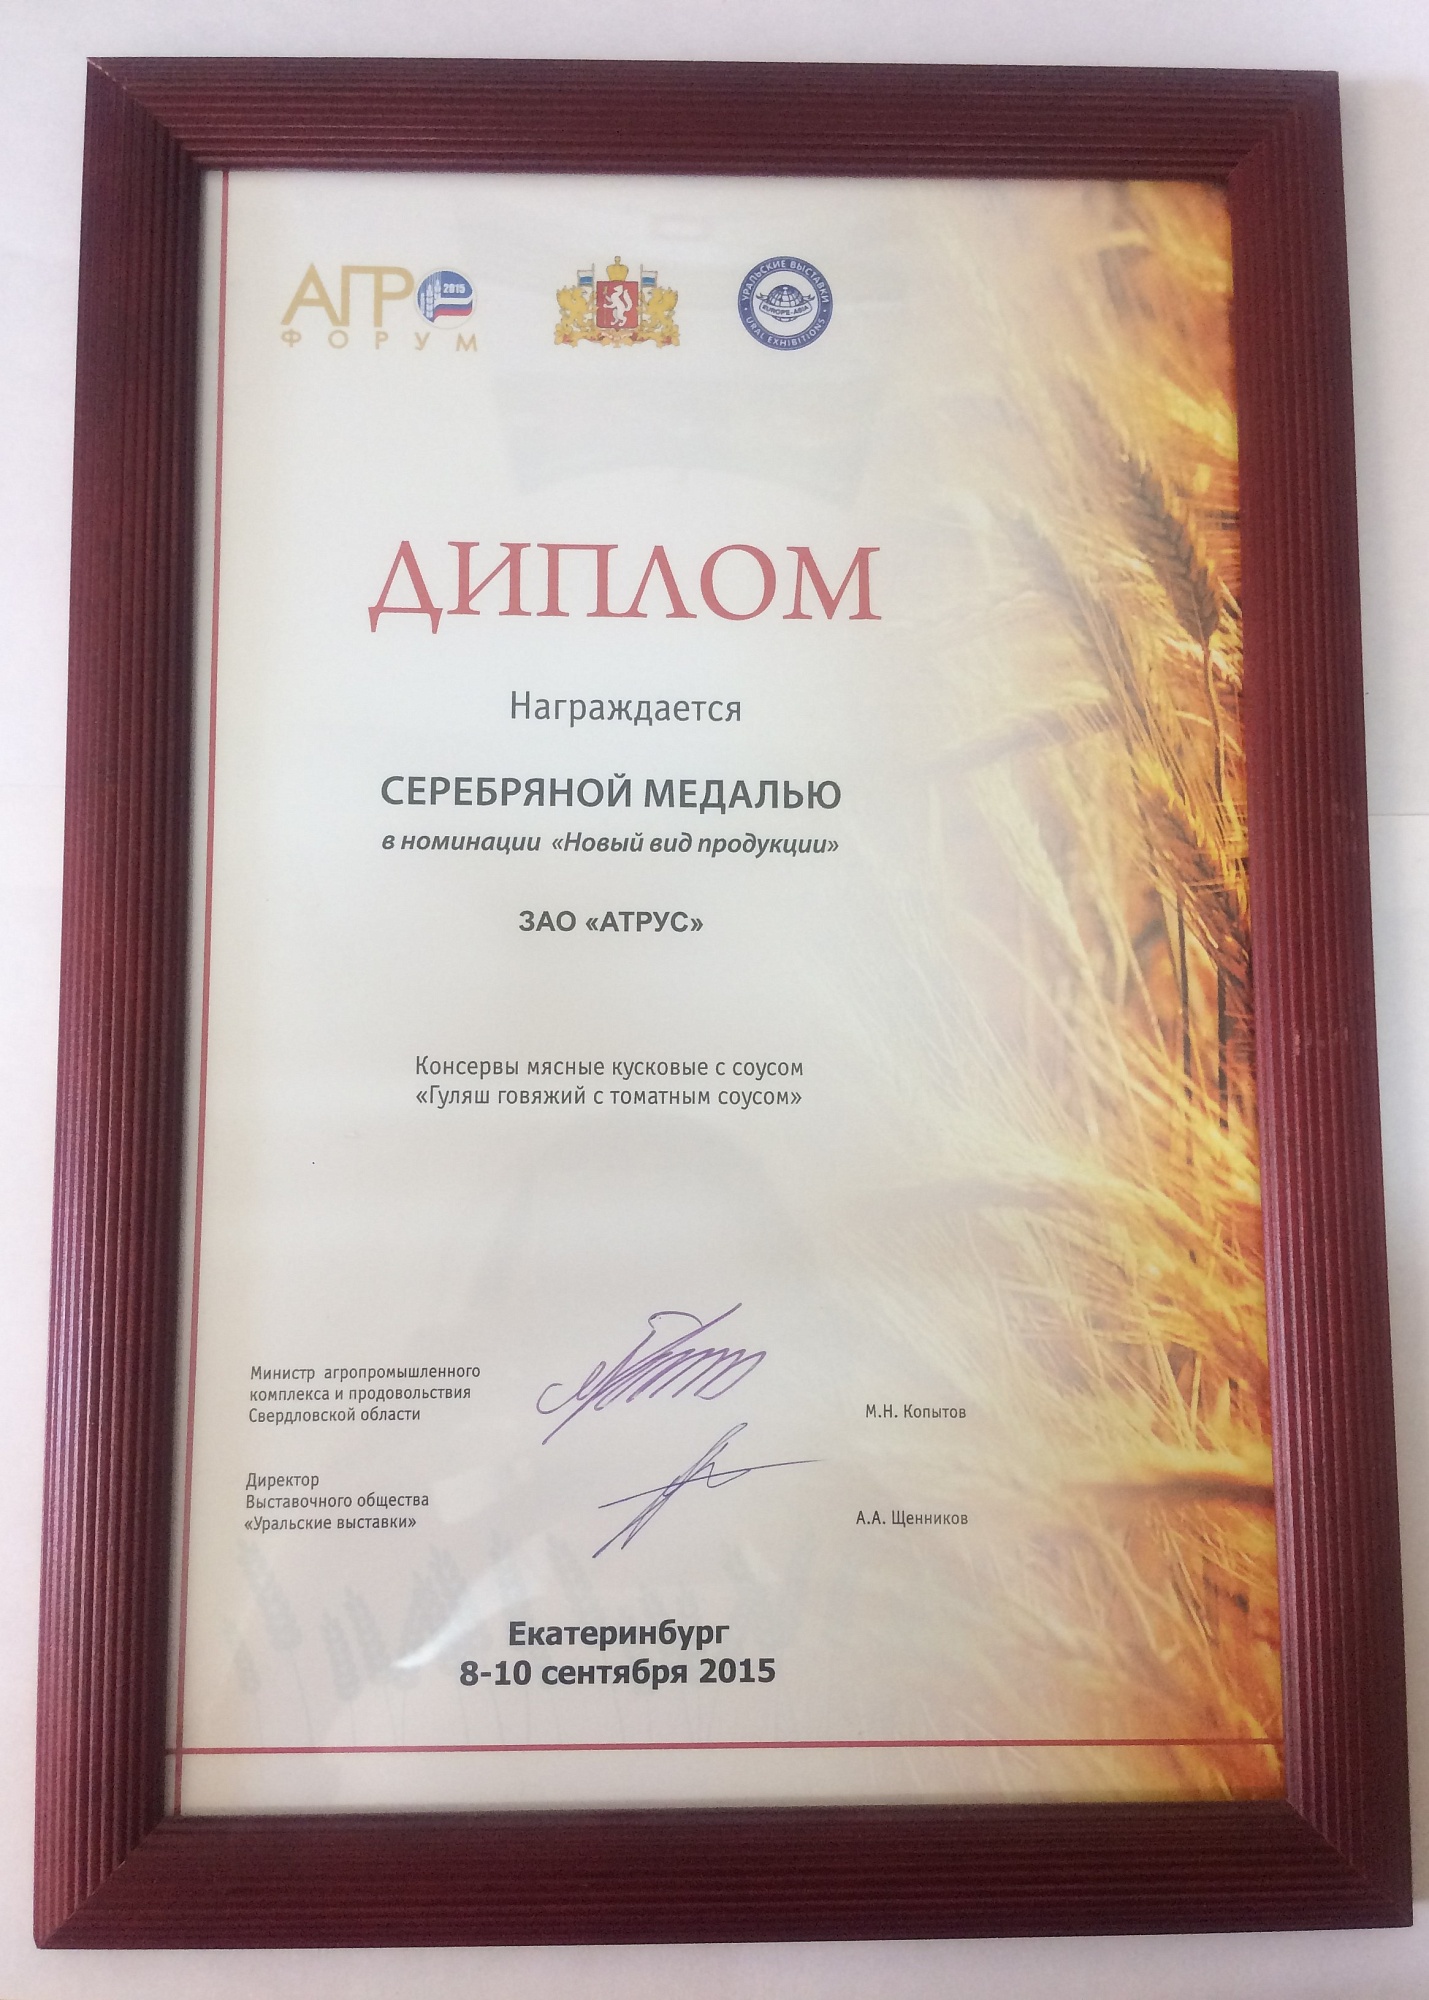 АГРО 2015
ФОРУМ
УРАЛЬСКИЕ ВЫСТАВКИ
EUROPE-ASIA
URAL EXHIBITIONS
ДИПЛОМ
Награждается
СЕРЕБРЯНОЙ МЕДАЛЬЮ
в номинации «Новый вид продукции»
ЗАО «АТРУС»
Консервы мясные кусковые с соусом
«Гуляш говяжий с томатным соусом»
Министр агропромышленного
комплекса и продовольствия
Свердловской области
М.Н. Копытов
Директор
Выставочного общества
«Уральские выставки»
А.А. Щенников
Екатеринбург
8-10 сентября 2015